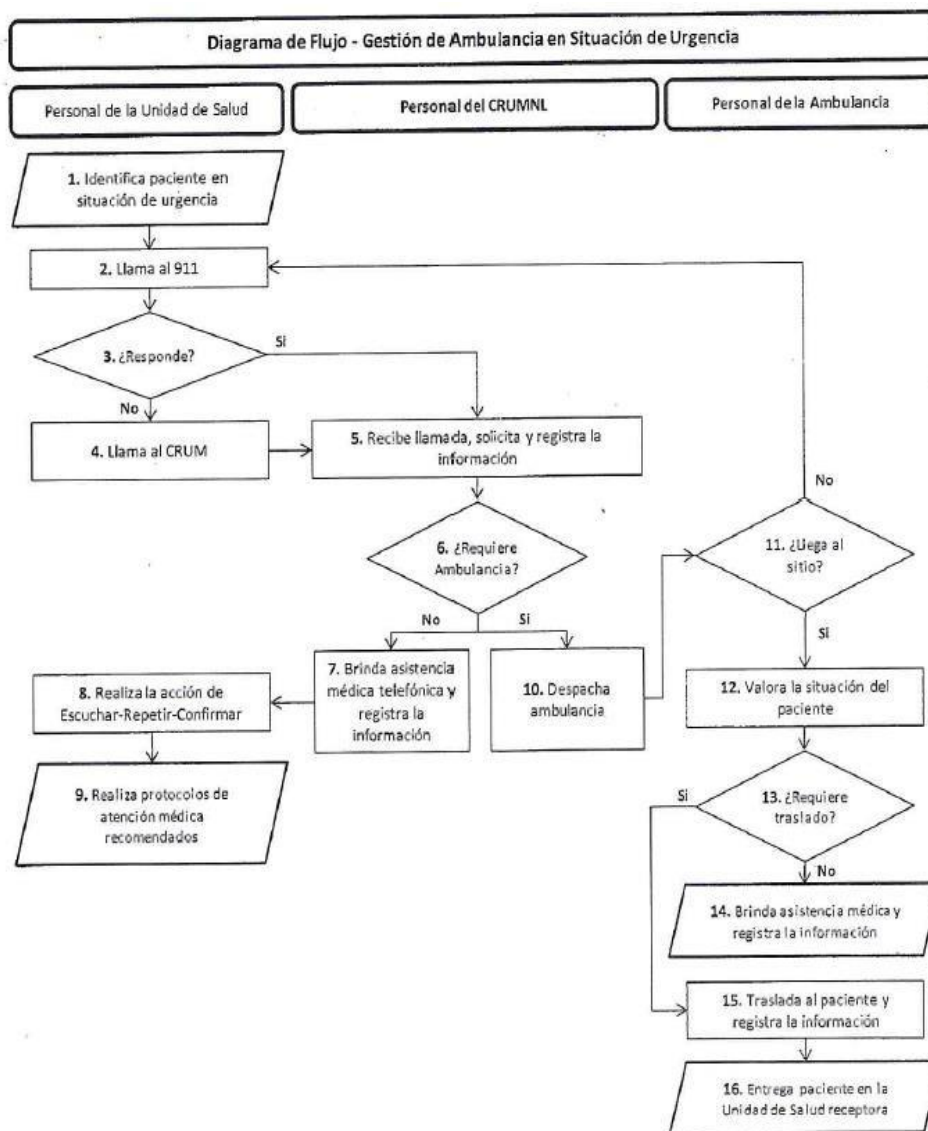 Diagrama de Flujo - Gestión de Ambulancia en Situación de Urgencia
Personal de la Unidad de Salud
Personal del CRUMNL
Personal de la Ambulancia
1. Identifica paciente en
situación de urgencia
2. Llama al 911
3. ¿Responde?
Si
No
4. Llama al CRUM
5. Recibe llamada, solicita y registra la
información
6. ¿Requiere
Ambulancia?
No
Si
7. Brinda asistencia
médica telefónica y
registra la
información
8. Realiza la acción de
Escuchar-Repetir-Confirmar
9. Realiza protocolos de
atención médica
recomendados
10. Despacha
ambulancia
No
11. ¿Llega al
sitio?
Si
12. Valora la situación del
paciente
13. ¿Requiere
traslado?
Si
No
14. Brinda asistencia médica y
registra la información
15. Traslada al paciente y
registra la información
16. Entrega paciente en la
Unidad de Salud receptora